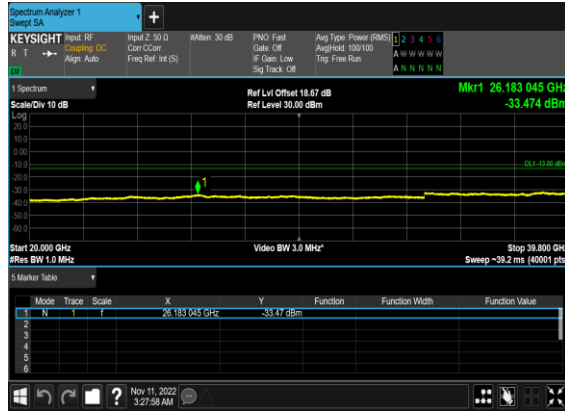 Spectrum Analyzer 1
Swept SA
+
KEYSIGHT Input: RF Input Z: 50 Ω #Atten: 30 dB PNO: Fast Avg Type: Power (RMS) 1 2 3 4 5 6
R T Coupling: DC Corr CCorr Gate: Off Avg|Hold: 100/100 A W W W W W
Align: Auto Freq Ref: Int (S) IF Gain: Low Trig: Free Run
Sig Track: Off A N N N N N
1 Spectrum Ref Lvl Offset 18.67 dB Mkr1 26.183 045 GHz
Scale/Div 10 dB Ref Level 30.00 dBm -33.474 dBm
Log
20.0
10.0
0.00
-10.0
DL1 -13.00 dBm
-20.0
1
-30.0
-40.0
-50.0
-60.0
Start 20.000 GHz Video BW 3.0 MHz* Stop 39.800 GHz
#Res BW 1.0 MHz Sweep ~39.2 ms (40001 pts)
5 Marker Table
Mode Trace Scale X Y Function Function Width Function Value
1 N 1 f 26.183 045 GHz -33.47 dBm
2
3
4
5
6
? Nov 11, 2022
3:27:58 AM